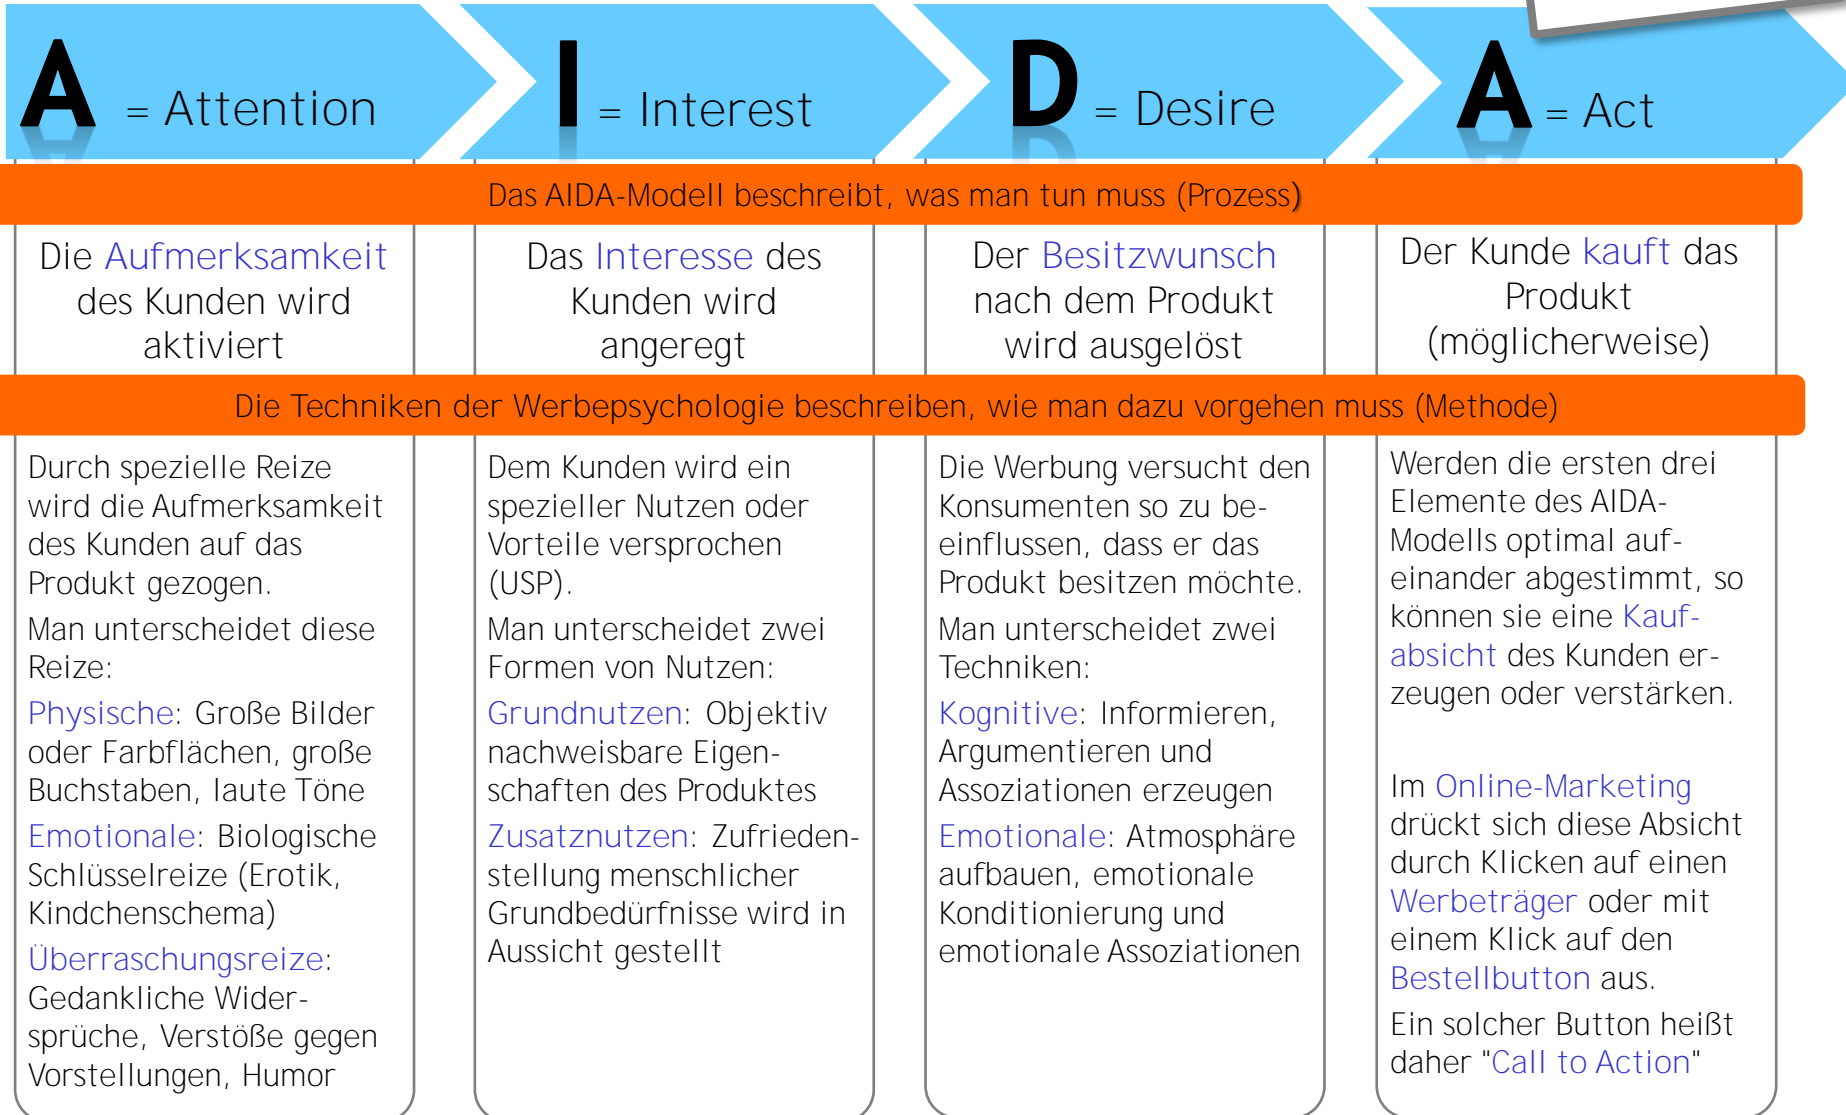 A = Attention
I = Interest
D = Desire
A = Act
Das AIDA-Modell beschreibt, was man tun muss (Prozess)
Die Aufmerksamkeit
des Kunden wird
aktiviert
Das Interesse des
Kunden wird
angeregt
Der Besitzwunsch
nach dem Produkt
wird ausgelöst
Der Kunde kauft das
Produkt
(möglicherweise)
Die Techniken der Werbepsychologie beschreiben, wie man dazu vorgehen muss (Methode)
Durch spezielle Reize
wird die Aufmerksamkeit
des Kunden auf das
Produkt gezogen.
Man unterscheidet diese
Reize:
Physische: Große Bilder
oder Farbflächen, große
Buchstaben, laute Töne
Emotionale: Biologische
Schlüsselreize (Erotik,
Kindchenschema)
Überraschungsreize:
Gedankliche Wider-
sprüche, Verstöße gegen
Vorstellungen, Humor
Dem Kunden wird ein
spezieller Nutzen oder
Vorteile versprochen
(USP).
Man unterscheidet zwei
Formen von Nutzen:
Grundnutzen: Objektiv
nachweisbare Eigen-
schaften des Produktes
Zusatznutzen: Zufrieden-
stellung menschlicher
Grundbedürfnisse wird in
Aussicht gestellt
Die Werbung versucht den
Konsumenten so zu be-
einflussen, dass er das
Produkt besitzen möchte.
Man unterscheidet zwei
Techniken:
Kognitive: Informieren,
Argumentieren und
Assoziationen erzeugen
Emotionale: Atmosphäre
aufbauen, emotionale
Konditionierung und
emotionale Assoziationen
Werden die ersten drei
Elemente des AIDA-
Modells optimal auf-
einander abgestimmt, so
können sie eine Kauf-
absicht des Kunden er-
zeugen oder verstärken.
Im Online-Marketing
drückt sich diese Absicht
durch Klicken auf einen
Werbeträger oder mit
einem Klick auf den
Bestellbutton aus.
Ein solcher Button heißt
daher "Call to Action"